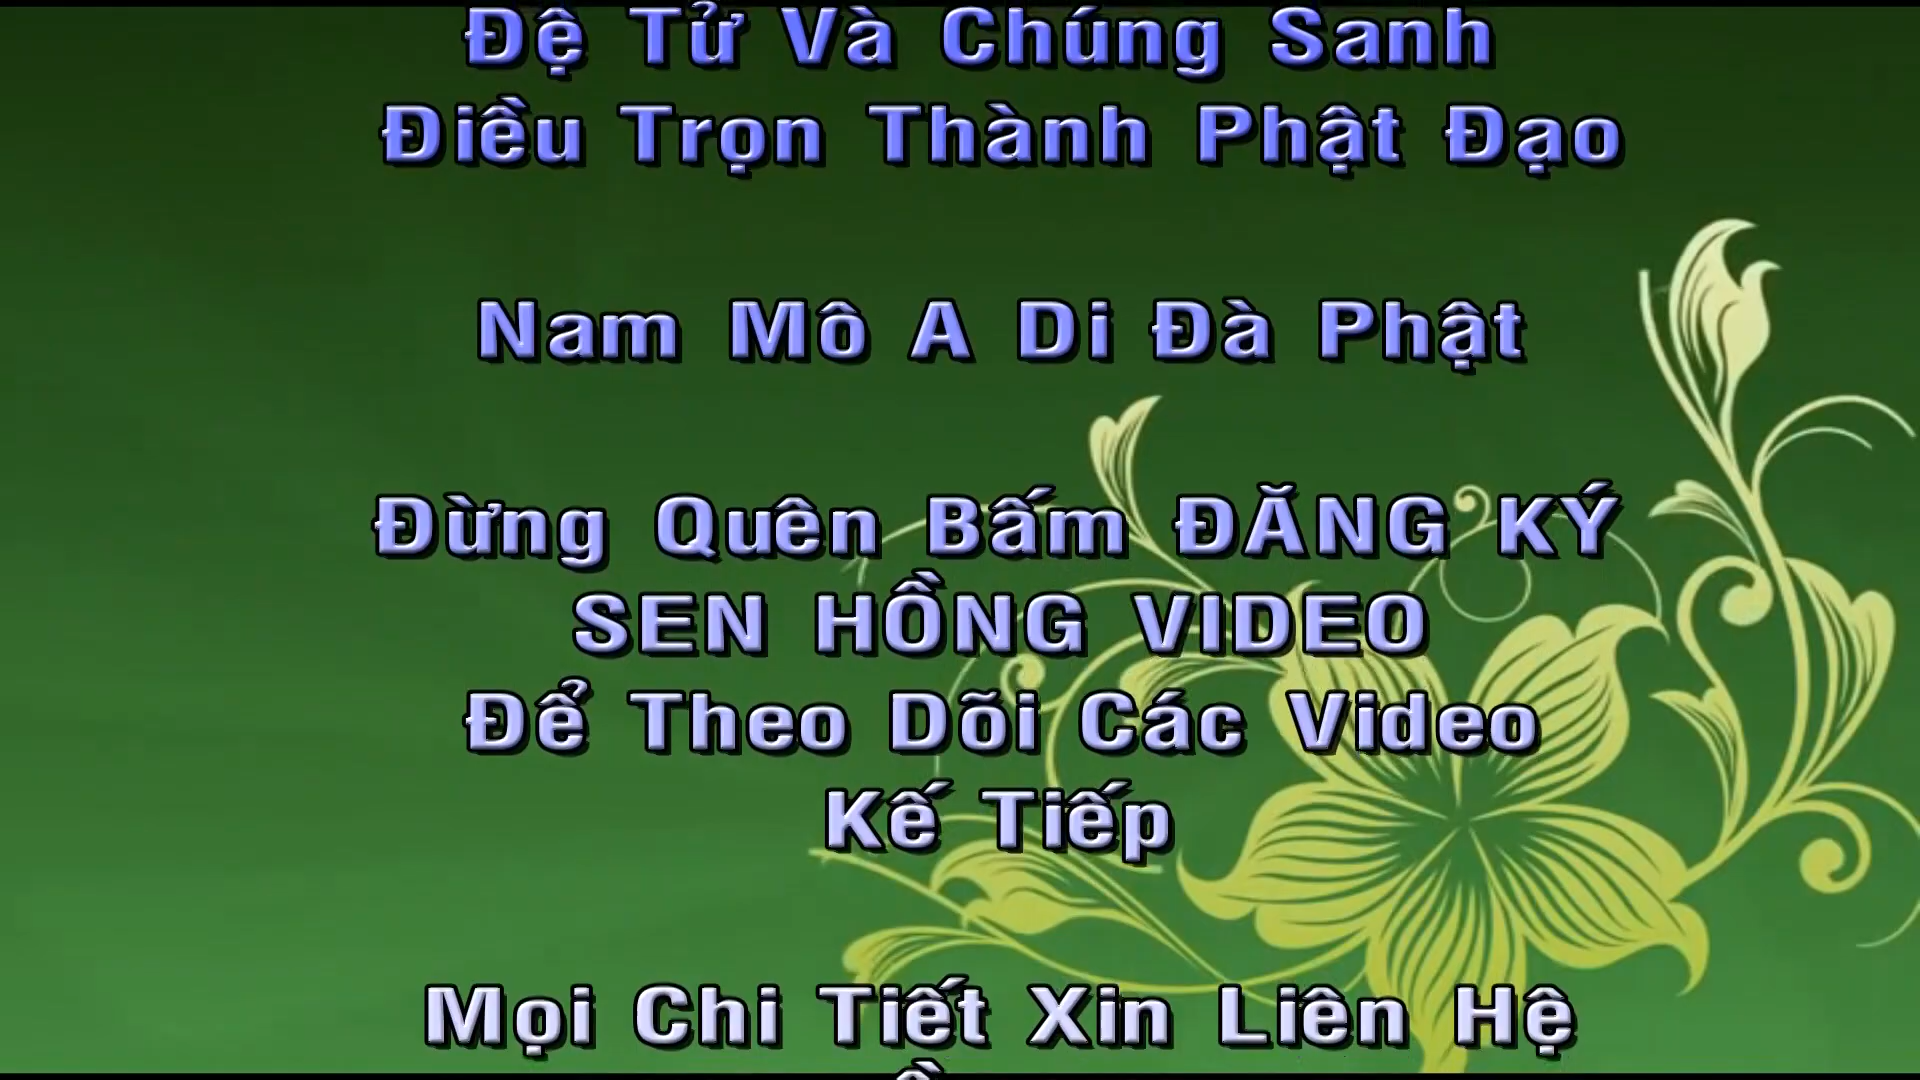 Đệ Tử Và Chúng Sanh
Điều Trọn Thành Phật Đạo
Nam Mô A Di Đà Phật
Đừng Quên Bấm ĐĂNG KÝ
SEN HỒNG VIDEO
Để Theo Dõi Các Video
Kế Tiếp
Mọi Chi Tiết Xin Liên Hệ